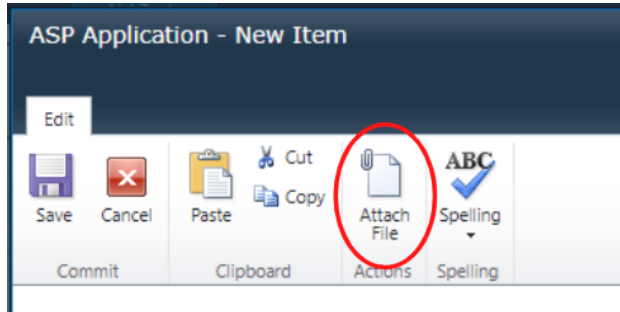 ASP Application - New Item
Edit
Save
Cancel
Paste
Cut
Copy
Attach
File
ABC
Spelling
Commit
Clipboard
Actions
Spelling